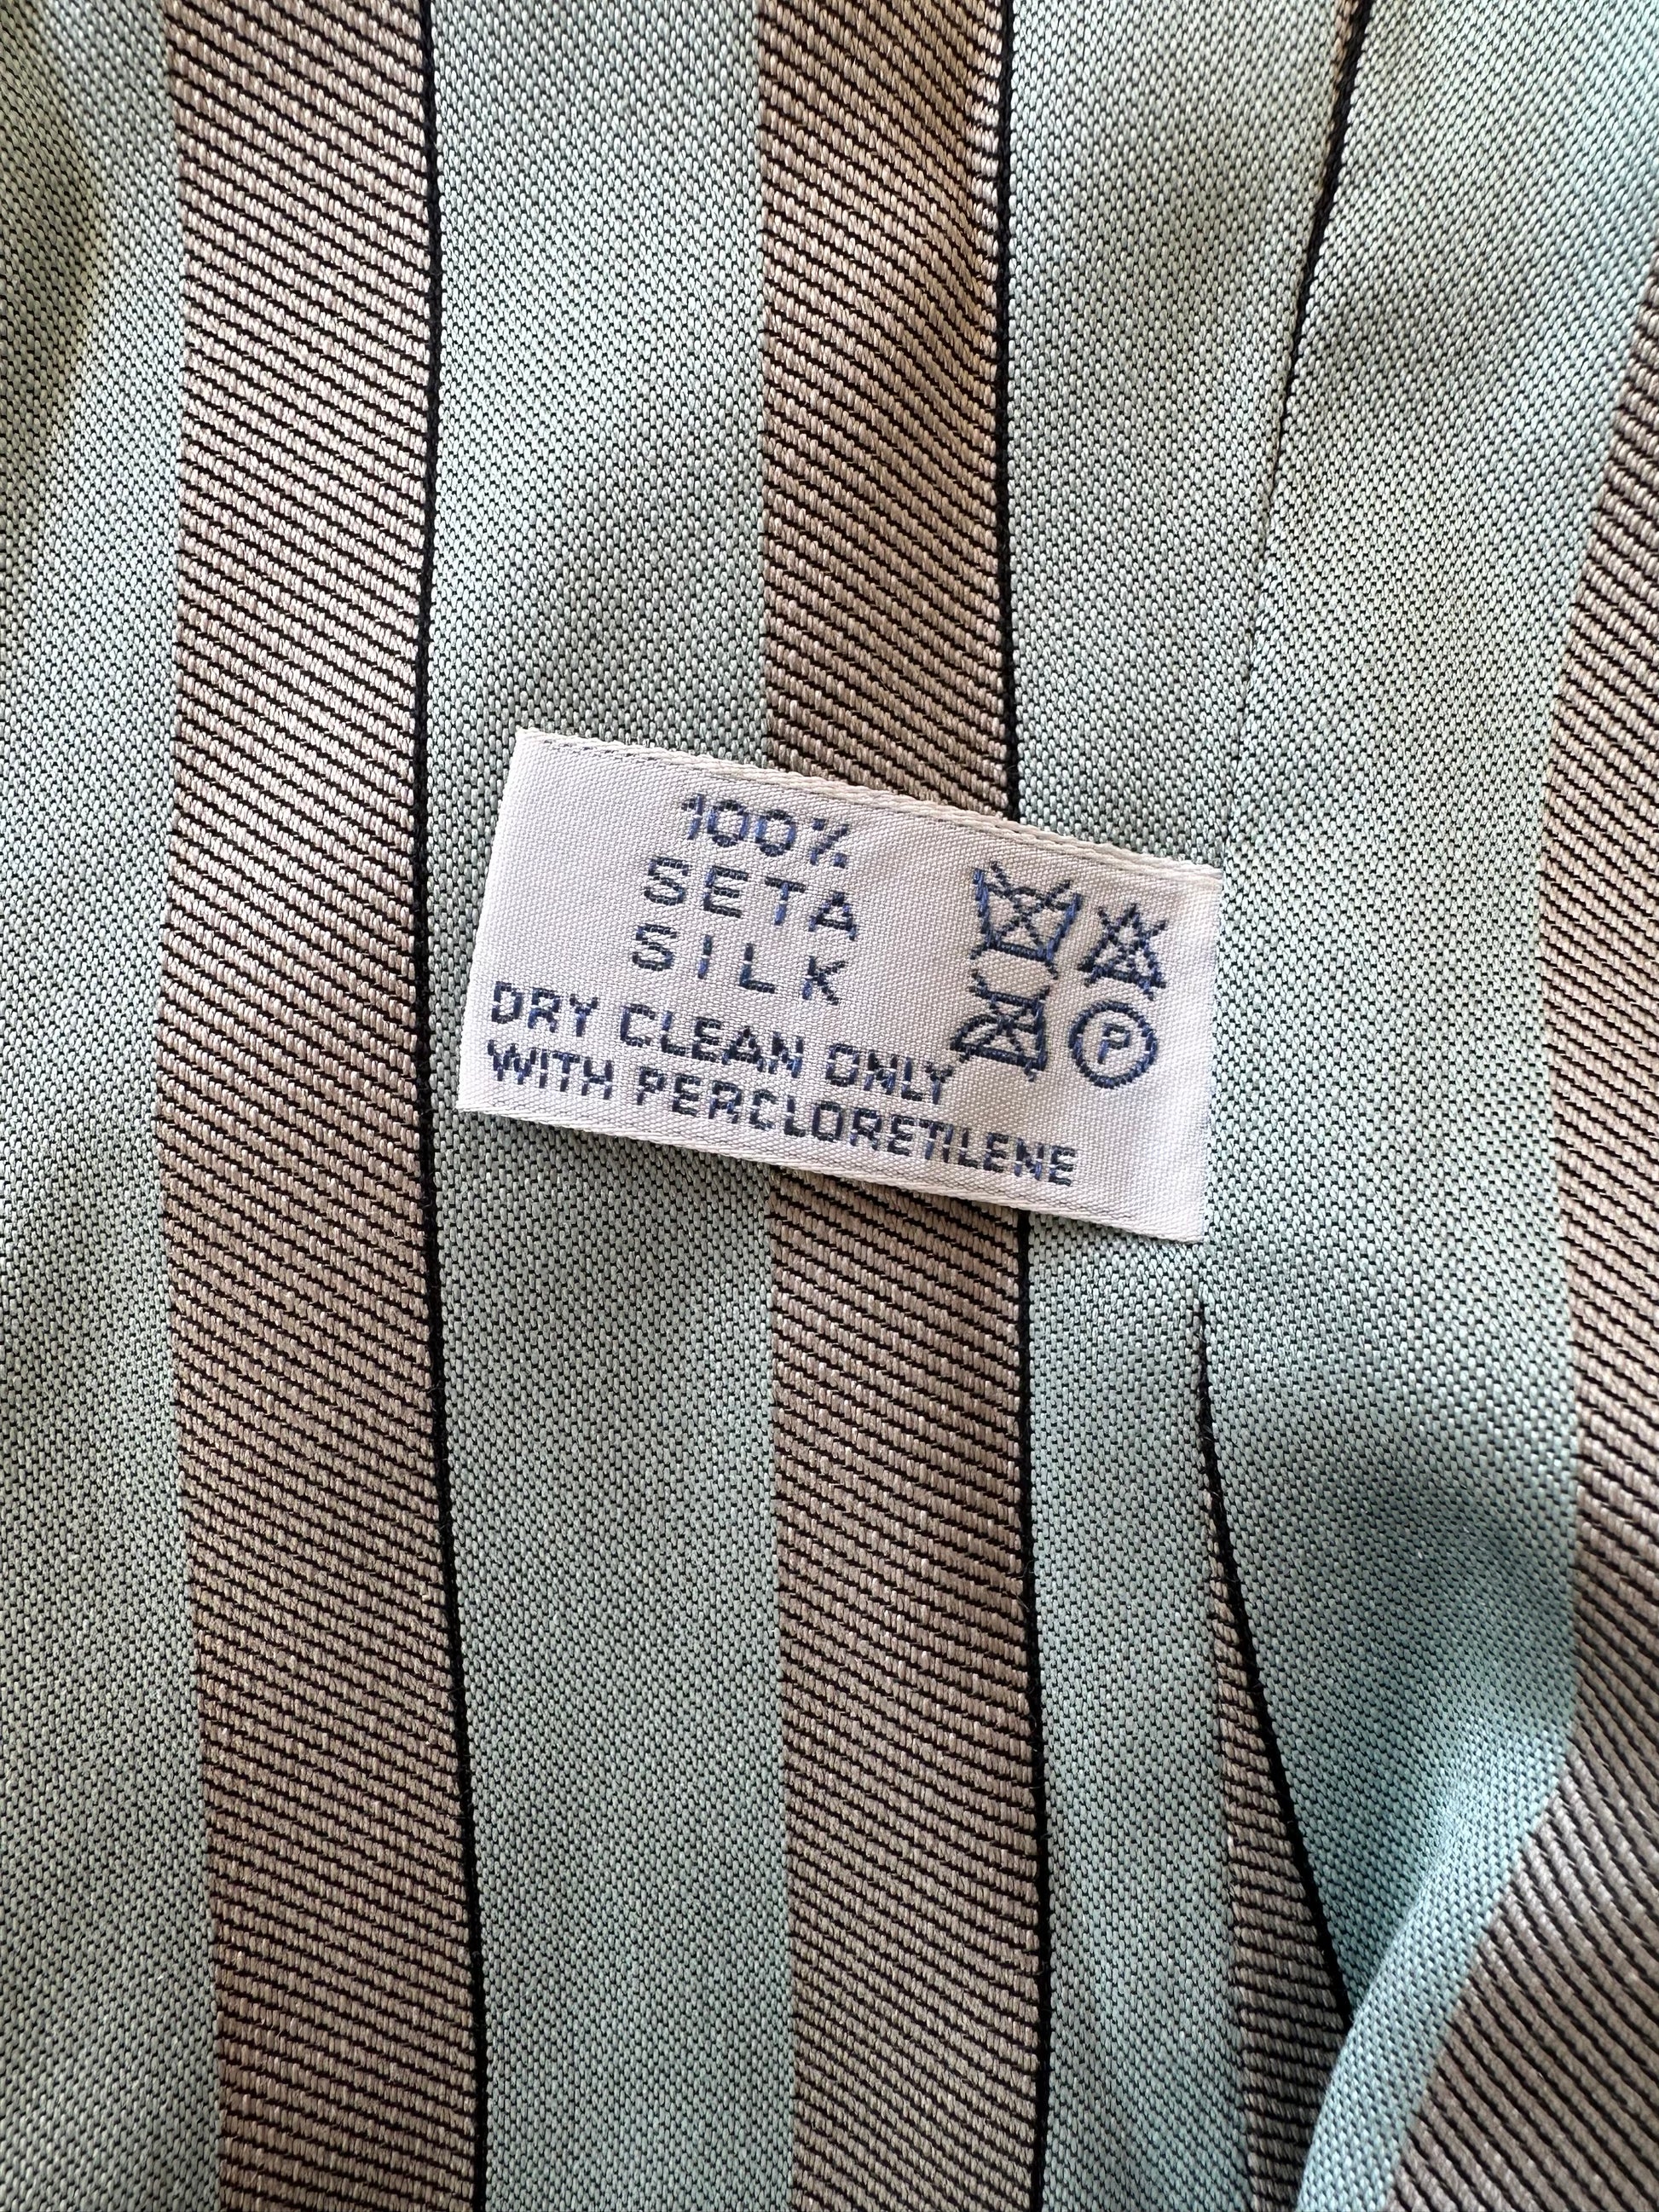 100%
SETA
SILK
DRY CLEAN ONLY
WITH PERCLORETILENE
P